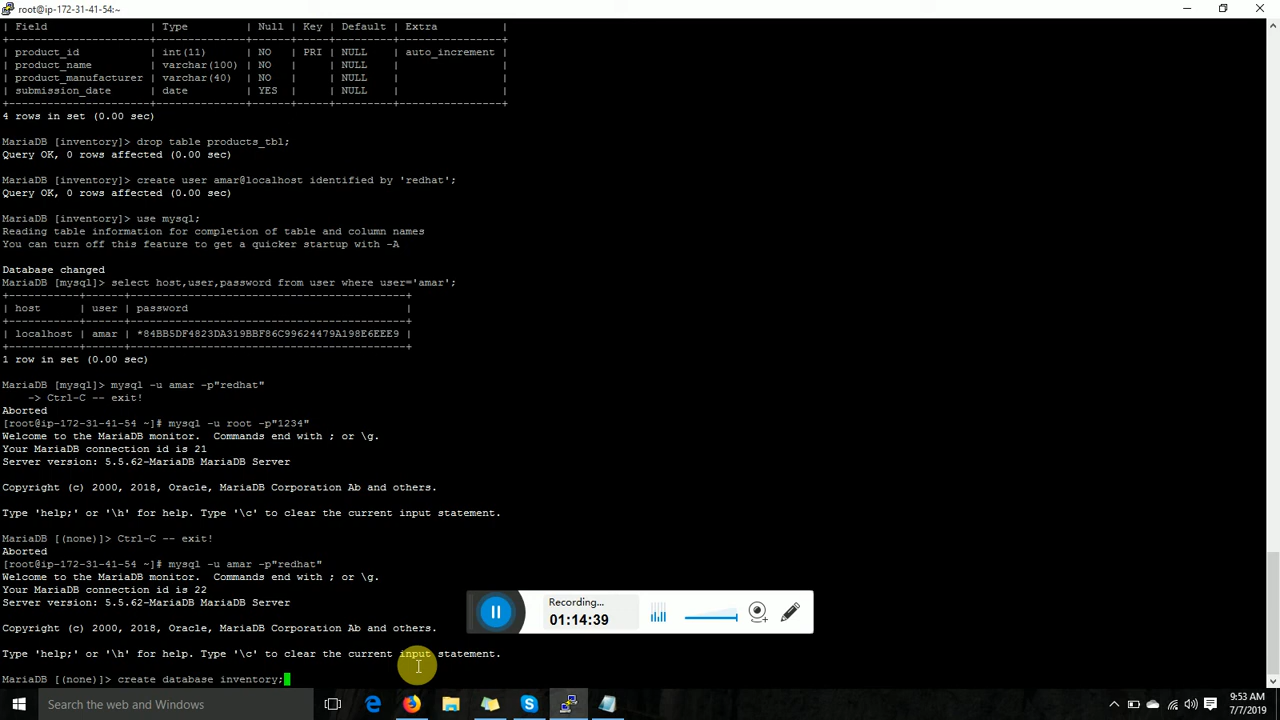 root@ip-172-31-41-54:~
| Field | Type | Null | Key | Default | Extra |
+----------------------+--------------+------+-----+---------+----------------+
| product_id | int(11) | NO | PRI | NULL | auto_increment |
| product_name | varchar(100) | NO | | NULL | |
| product_manufacturer | varchar(40) | NO | | NULL | |
| submission_date | date | YES | | NULL | |
+----------------------+--------------+------+-----+---------+----------------+
4 rows in set (0.00 sec)
MariaDB [inventory]> drop table products_tbl;
Query OK, 0 rows affected (0.00 sec)
MariaDB [inventory]> create user amar@localhost identified by 'redhat';
Query OK, 0 rows affected (0.00 sec)
MariaDB [inventory]> use mysql;
Reading table information for completion of table and column names
You can turn off this feature to get a quicker startup with -A
Database changed
MariaDB [mysql]> select host,user,password from user where user='amar';
+-----------+------+-------------------------------------------+
| host | user | password |
+-----------+------+-------------------------------------------+
| localhost | amar | *84BB5DF4823DA319BBF86C99624479A198E6EEE9 |
+-----------+------+-------------------------------------------+
1 row in set (0.00 sec)
MariaDB [mysql]> mysql -u amar -p"redhat"
-> Ctrl-C -- exit!
Aborted
[root@ip-172-31-41-54 ~]# mysql -u root -p"1234"
Welcome to the MariaDB monitor. Commands end with ; or \g.
Your MariaDB connection id is 21
Server version: 5.5.62-MariaDB MariaDB Server
Copyright (c) 2000, 2018, Oracle, MariaDB Corporation Ab and others.
Type 'help;' or '\h' for help. Type '\c' to clear the current input statement.
MariaDB [(none)]> Ctrl-C -- exit!
Aborted
[root@ip-172-31-41-54 ~]# mysql -u amar -p"redhat"
Welcome to the MariaDB monitor. Commands end with ; or \g.
Your MariaDB connection id is 22
Server version: 5.5.62-MariaDB MariaDB Server
Copyright (c) 2000, 2018, Oracle, MariaDB Corporation Ab and others.
Type 'help;' or '\h' for help. Type '\c' to clear the current input statement.
MariaDB [(none)]> create database inventory;
Recording...
01:14:39
Search the web and Windows
9:53 AM
7/7/2019